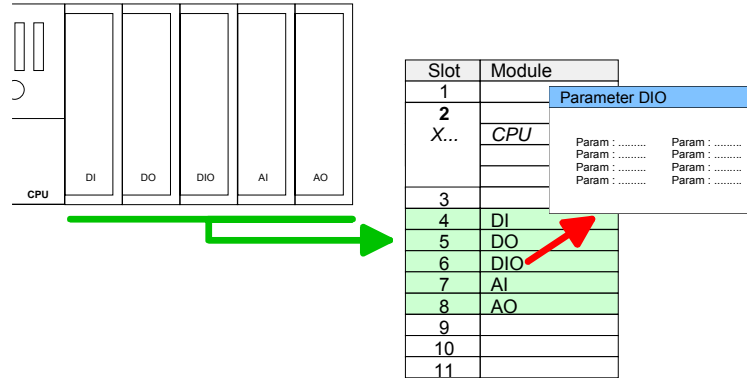 CPU
DI
DO
DIO
AI
AO
Slot Module
1
2
X... CPU
3
4 DI
5 DO
6 DIO
7 AI
8 AO
9
10
11
Parameter DIO
Param : ......... Param : .........
Param : ......... Param : .........
Param : ......... Param : .........
Param : ......... Param : .........